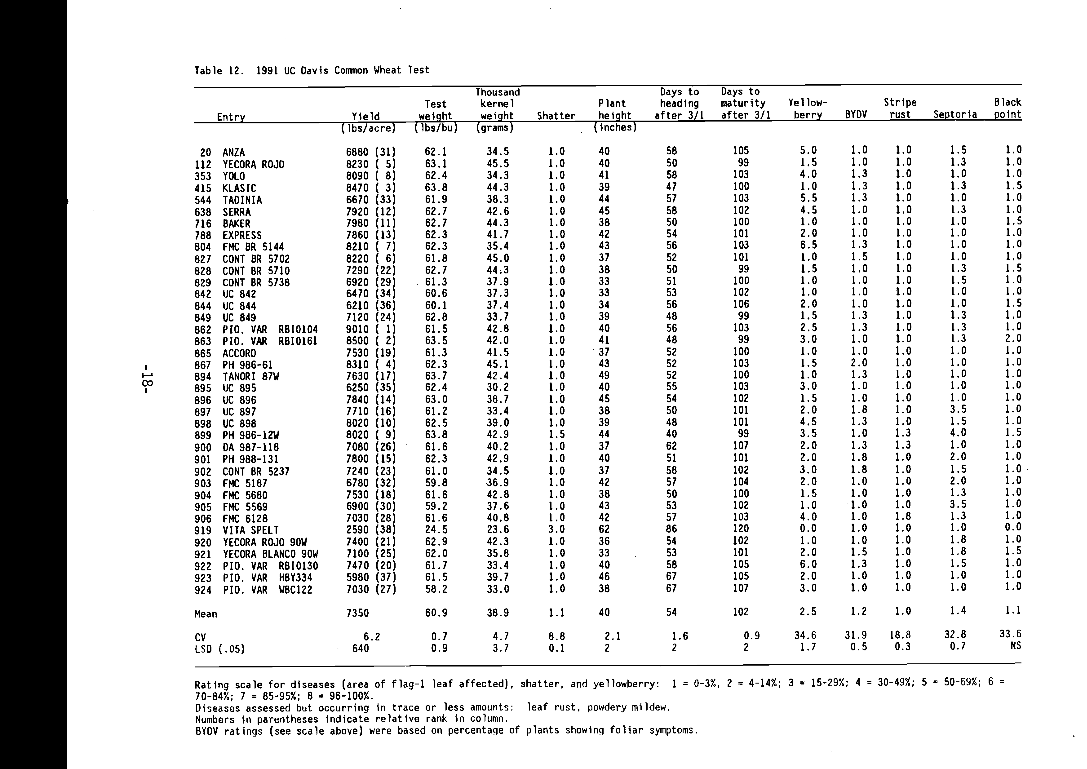 Table 12. 1991 UC Davis Common Wheat Test
Thousand Days to Days to
Test kernel Plant heading maturity Yellow- Stripe Black
Entry Yield weight weight Shatter height after 3/1 after 3/1 berry BYDV rust Septoria point
(lbs/acre) (lbs/bu) (grams) (inches)
20 ANZA 6880 (31) 62.1 34.5 1.0 40 58 105 5.0 1.0 1.0 1.5 1.0
112 YECORA ROJO 8230 ( 5) 63.1 45.5 1.0 40 50 99 1.5 1.0 1.0 1.3 1.0
353 YOLO 8090 ( 8) 62.4 34.3 1.0 41 58 103 4.0 1.3 1.0 1.0 1.0
415 KLASIC 8470 ( 3) 63.8 44.3 1.0 39 47 100 1.0 1.3 1.0 1.3 1.5
544 TADINIA 6670 (33) 61.9 38.3 1.0 44 57 103 5.5 1.3 1.0 1.0 1.0
638 SERRA 7920 (12) 62.7 42.6 1.0 45 58 102 4.5 1.0 1.0 1.3 1.0
716 BAKER 7980 (11) 62.7 44.3 1.0 38 50 100 1.0 1.0 1.0 1.0 1.5
788 EXPRESS 7860 (13) 62.3 41.7 1.0 42 54 101 2.0 1.0 1.0 1.0 1.0
804 FMC BR 5144 8210 ( 7) 62.3 35.4 1.0 43 56 103 6.5 1.3 1.0 1.0 1.0
827 CONT BR 5702 8220 ( 6) 61.8 45.0 1.0 37 52 101 1.0 1.5 1.0 1.0 1.0
828 CONT BR 5710 7290 (22) 62.7 44.3 1.0 38 50 99 1.5 1.0 1.0 1.3 1.5
829 CONT BR 5738 6920 (29) 61.3 37.9 1.0 33 51 100 1.0 1.0 1.0 1.5 1.0
842 UC 842 6470 (34) 60.6 37.3 1.0 33 53 102 1.0 1.0 1.0 1.0 1.0
844 UC 844 6210 (36) 60.1 37.4 1.0 34 56 106 2.0 1.0 1.0 1.0 1.5
849 UC 849 7120 (24) 62.8 33.7 1.0 39 48 99 1.5 1.3 1.0 1.3 1.0
862 PIO. VAR RBI0104 9010 ( 1) 61.5 42.8 1.0 40 56 103 2.5 1.3 1.0 1.3 1.0
863 PIO. VAR RBI0161 8500 ( 2) 63.5 42.0 1.0 41 48 99 3.0 1.0 1.0 1.3 2.0
865 ACCORD 7530 (19) 61.3 41.5 1.0 37 52 100 1.0 1.0 1.0 1.0 1.0
867 PH 986-61 8310 ( 4) 62.3 45.1 1.0 43 52 103 1.5 2.0 1.0 1.0 1.0
894 TANORI 87W 7630 (17) 63.7 42.4 1.0 49 52 100 1.0 1.3 1.0 1.0 1.0
895 UC 895 6250 (35) 62.4 30.2 1.0 40 55 103 3.0 1.0 1.0 1.0 1.0
896 UC 896 7840 (14) 63.0 38.7 1.0 45 54 102 1.5 1.0 1.0 1.0 1.0
897 UC 897 7710 (16) 61.2 33.4 1.0 38 50 101 2.0 1.8 1.0 3.5 1.0
898 UC 898 8020 (10) 62.5 39.0 1.0 39 48 101 4.5 1.3 1.0 1.5 1.0
899 PH 986-12W 8020 ( 9) 63.8 42.9 1.5 44 40 99 3.5 1.0 1.3 4.0 1.5
900 DA 987-118 7080 (26) 61.6 40.2 1.0 37 62 107 2.0 1.3 1.3 1.0 1.0
901 PH 988-131 7800 (15) 62.3 42.9 1.0 40 51 101 2.0 1.8 1.0 2.0 1.0
902 CONT BR 5237 7240 (23) 61.0 34.5 1.0 37 58 102 3.0 1.8 1.0 1.5 1.0
903 FMC 5187 6780 (32) 59.8 36.9 1.0 42 57 104 2.0 1.0 1.0 2.0 1.0
904 FMC 5680 7530 (18) 61.6 42.8 1.0 38 50 100 1.5 1.0 1.0 1.3 1.0
905 FMC 5569 6900 (30) 59.2 37.6 1.0 43 53 102 1.0 1.0 1.0 3.5 1.0
906 FMC 6128 7030 (28) 61.6 40.8 1.0 42 57 103 4.0 1.0 1.8 1.3 1.0
919 VITA SPELT 2590 (38) 24.5 23.6 3.0 62 86 120 0.0 1.0 1.0 1.0 0.0
920 YECORA ROJO 90W 7400 (21) 62.9 42.3 1.0 36 54 102 1.0 1.0 1.0 1.8 1.0
921 YECORA BLANCO 90W 7100 (25) 62.0 35.8 1.0 33 53 101 2.0 1.5 1.0 1.8 1.5
922 PIO. VAR RBI0130 7470 (20) 61.7 33.4 1.0 40 58 105 6.0 1.3 1.0 1.5 1.0
923 PIO. VAR HBY334 5980 (37) 61.5 39.7 1.0 46 67 105 2.0 1.0 1.0 1.0 1.0
924 PIO. VAR WBC122 7030 (27) 58.2 33.0 1.0 38 67 107 3.0 1.0 1.0 1.0 1.0
Mean 7350 60.9 38.9 1.1 40 54 102 2.5 1.2 1.0 1.4 1.1
CV 6.2 0.7 4.7 8.8 2.1 1.6 0.9 34.6 31.9 18.8 32.8 33.6
LSD (.05) 640 0.9 3.7 0.1 2 2 2 1.7 0.5 0.3 0.7 NS
Rating scale for diseases (area of flag-1 leaf affected), shatter, and yellowberry: 1 = 0-3%, 2 = 4-14%; 3 = 15-29%; 4 = 30-49%; 5 = 50-69%; 6 =
70-84%; 7 = 85-95%; 8 = 96-100%.
Diseases assessed but occurring in trace or less amounts: leaf rust, powdery mildew.
Numbers in parentheses indicate relative rank in column.
BYDV ratings (see scale above) were based on percentage of plants showing foliar symptoms.
-18-